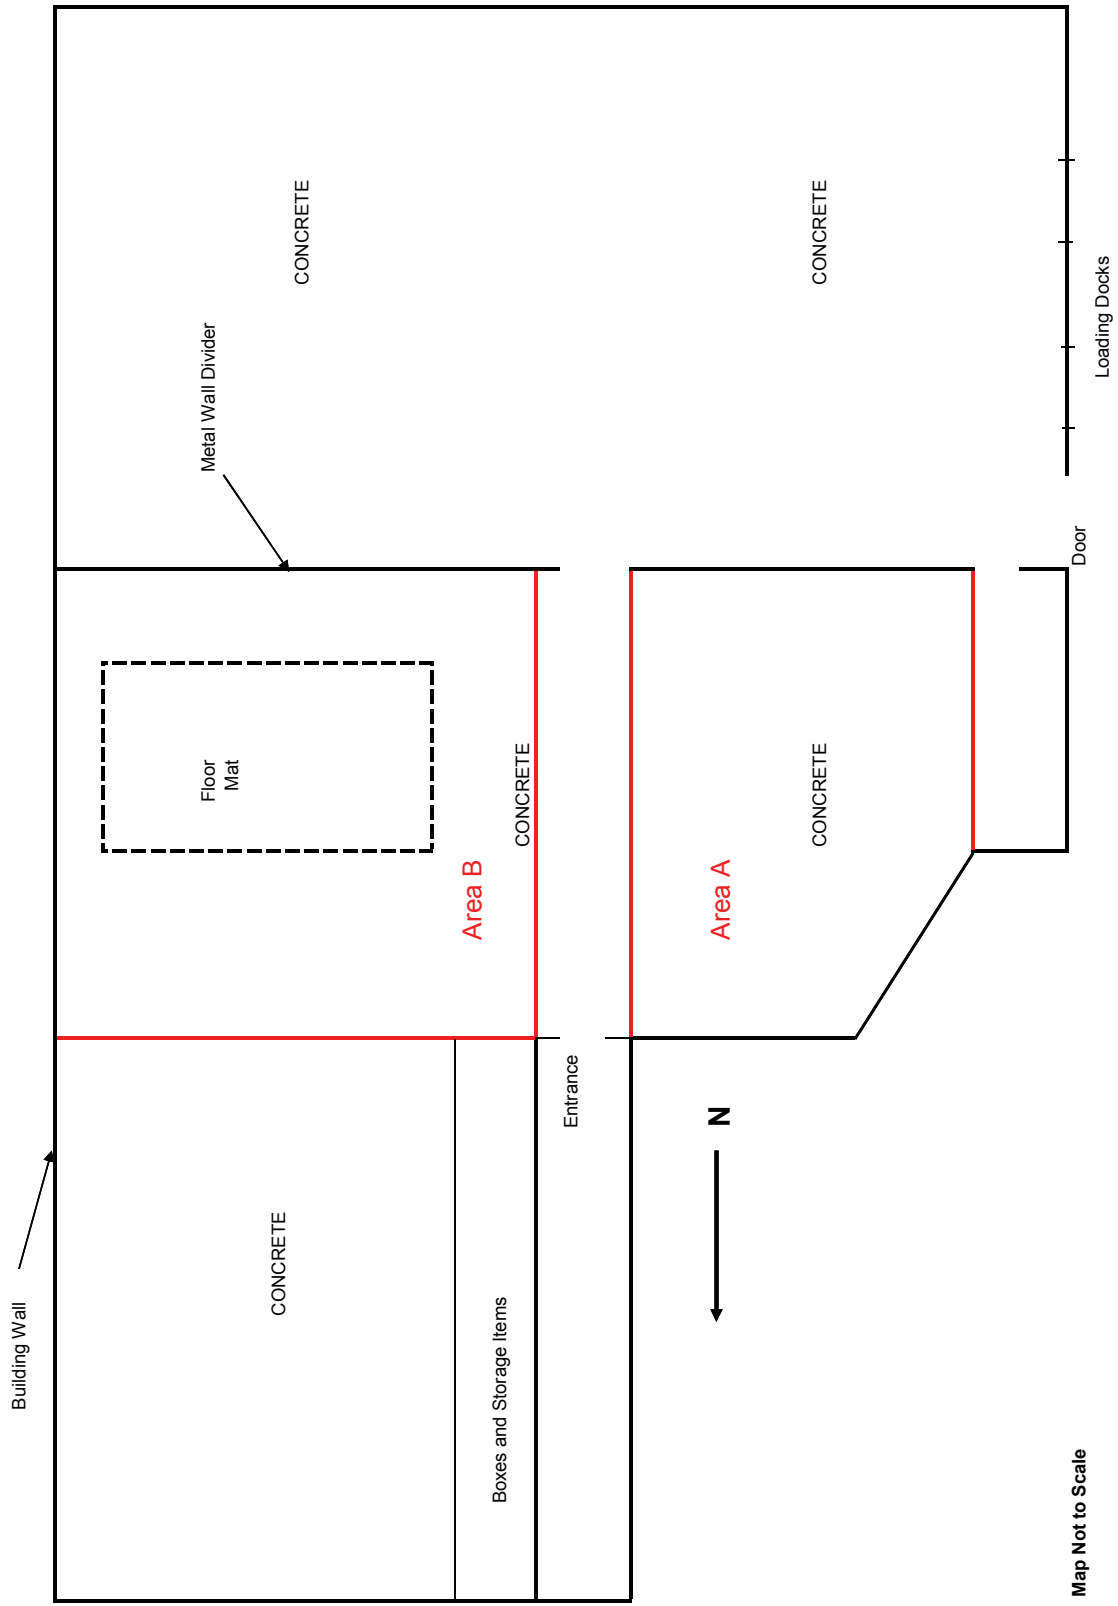 Building Wall
CONCRETE
Boxes and Storage Items
Entrance
N
Map Not to Scale
Metal Wall Divider
Floor
Mat
Area B
CONCRETE
Area A
CONCRETE
CONCRETE
CONCRETE
Door
Loading Docks